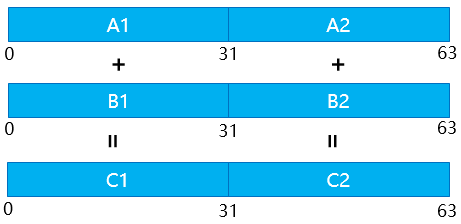 A1 A2
0 31 63
+ +
B1 B2
0 31 63
= =
C1 C2
0 31 63